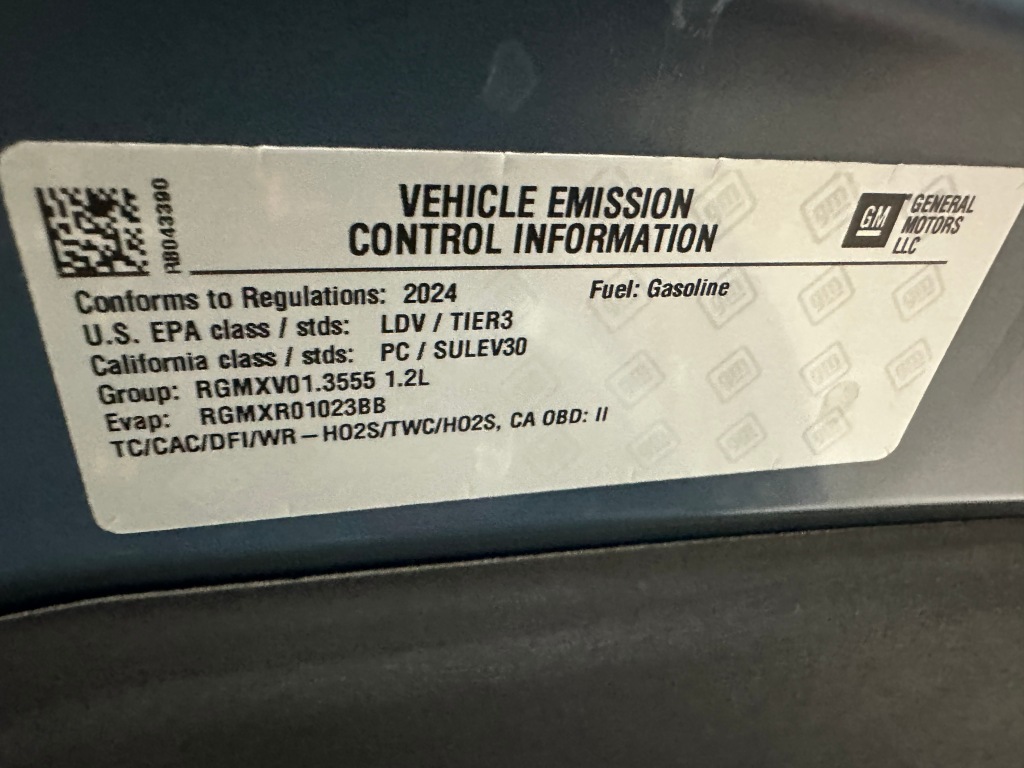 R8043390
VEHICLE EMISSION
CONTROL INFORMATION
GM
GENERAL
MOTORS
LLC
Conforms to Regulations: 2024
Fuel: Gasoline
U.S. EPA class / stds: LDV / TIER3
California class / stds: PC / SULEV30
Group: RGMXV01.3555 1.2L
Evap: RGMXR01023BB
TC/CAC/DFI/WR – HO2S/TWC/HO2S, CA OBD: II